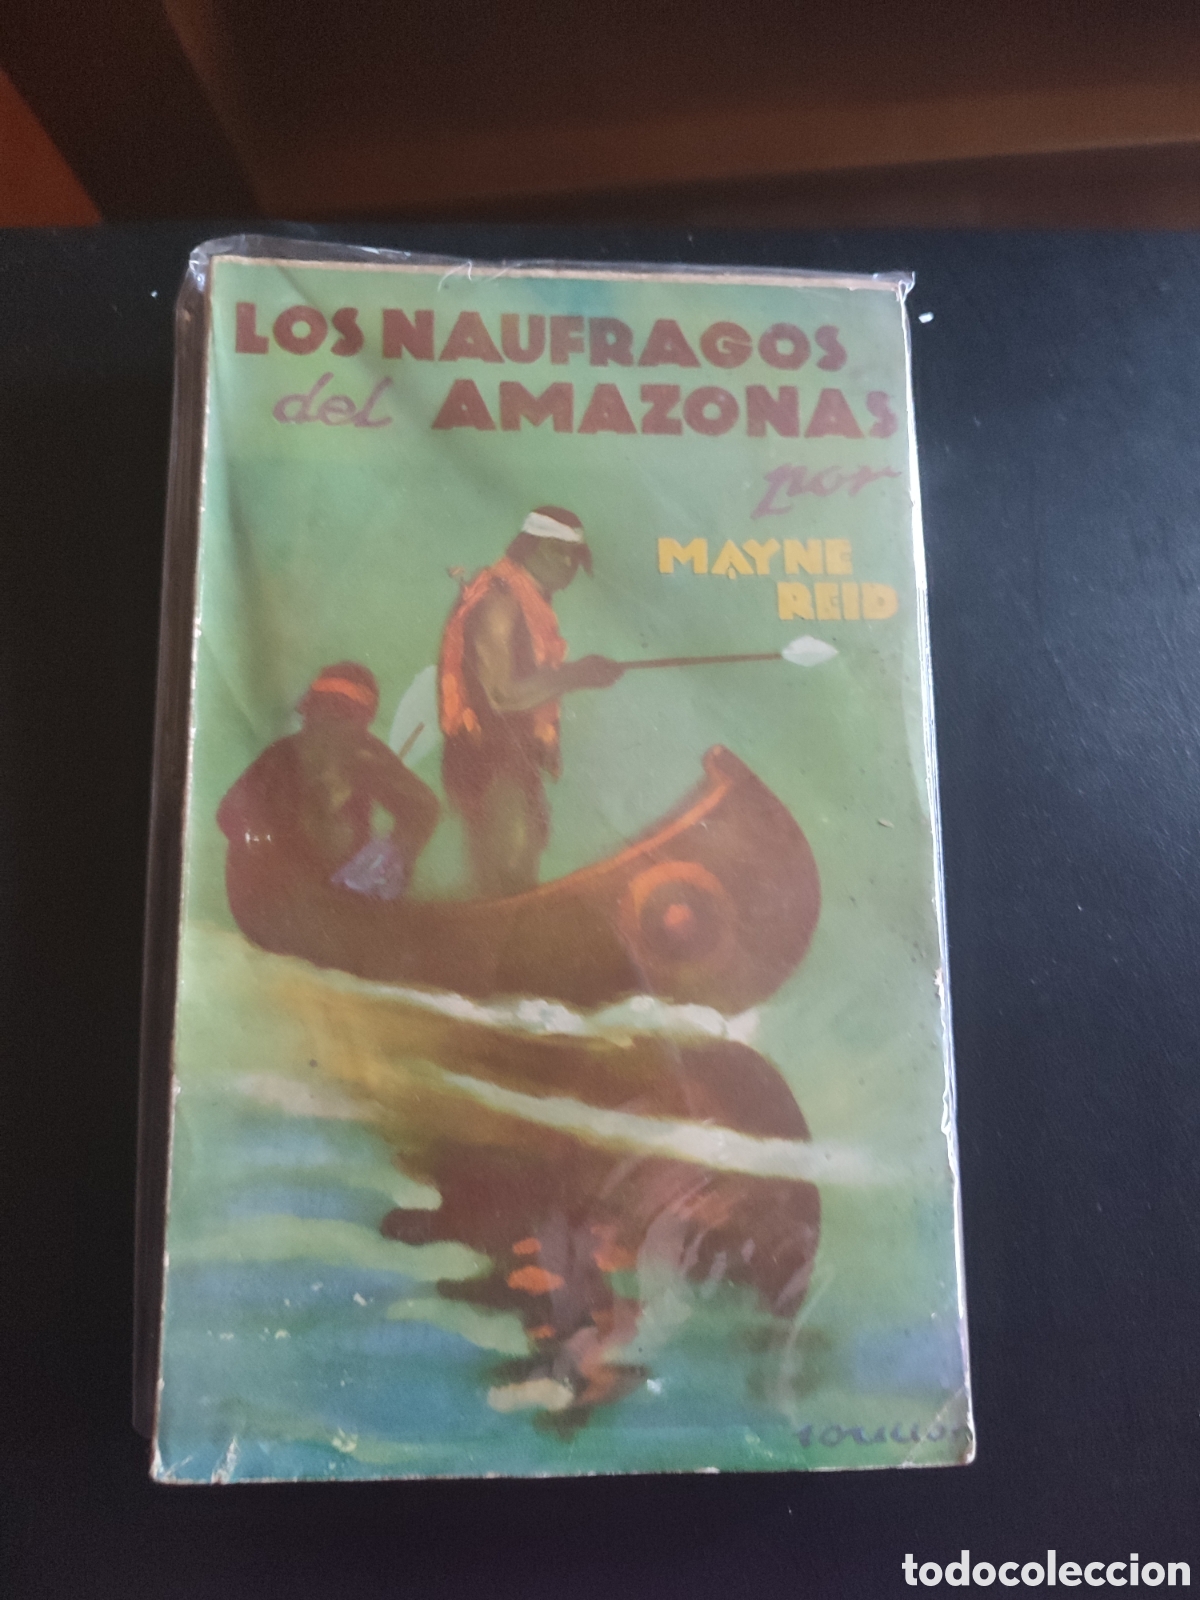 LOS NAUFRAGOS
del AMAZONAS
por
MAYNE
REID
todocoleccion